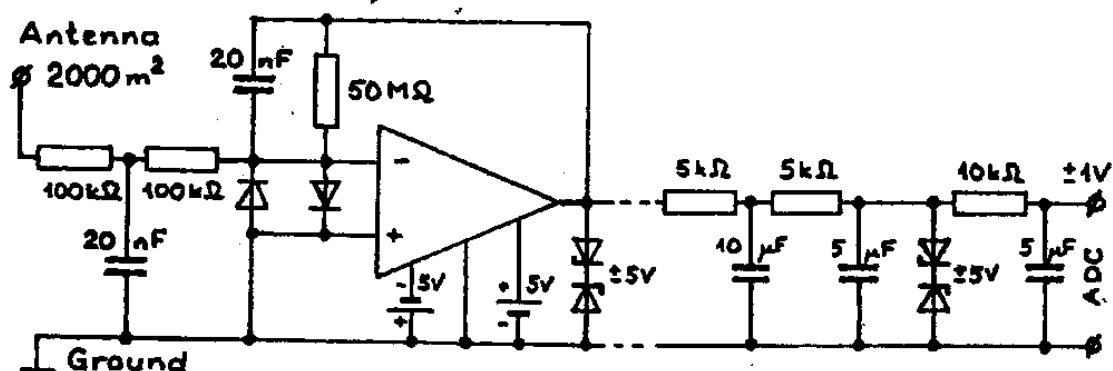 Antenna
2000 m²
20 nF
50 MΩ
100kΩ
100kΩ
20 nF
-
+
- 5V
+
+ 5V
-
±5V
5kΩ
5kΩ
10kΩ
±1V
10 μF
5 μF
±5V
5 μF
ADC
Ground